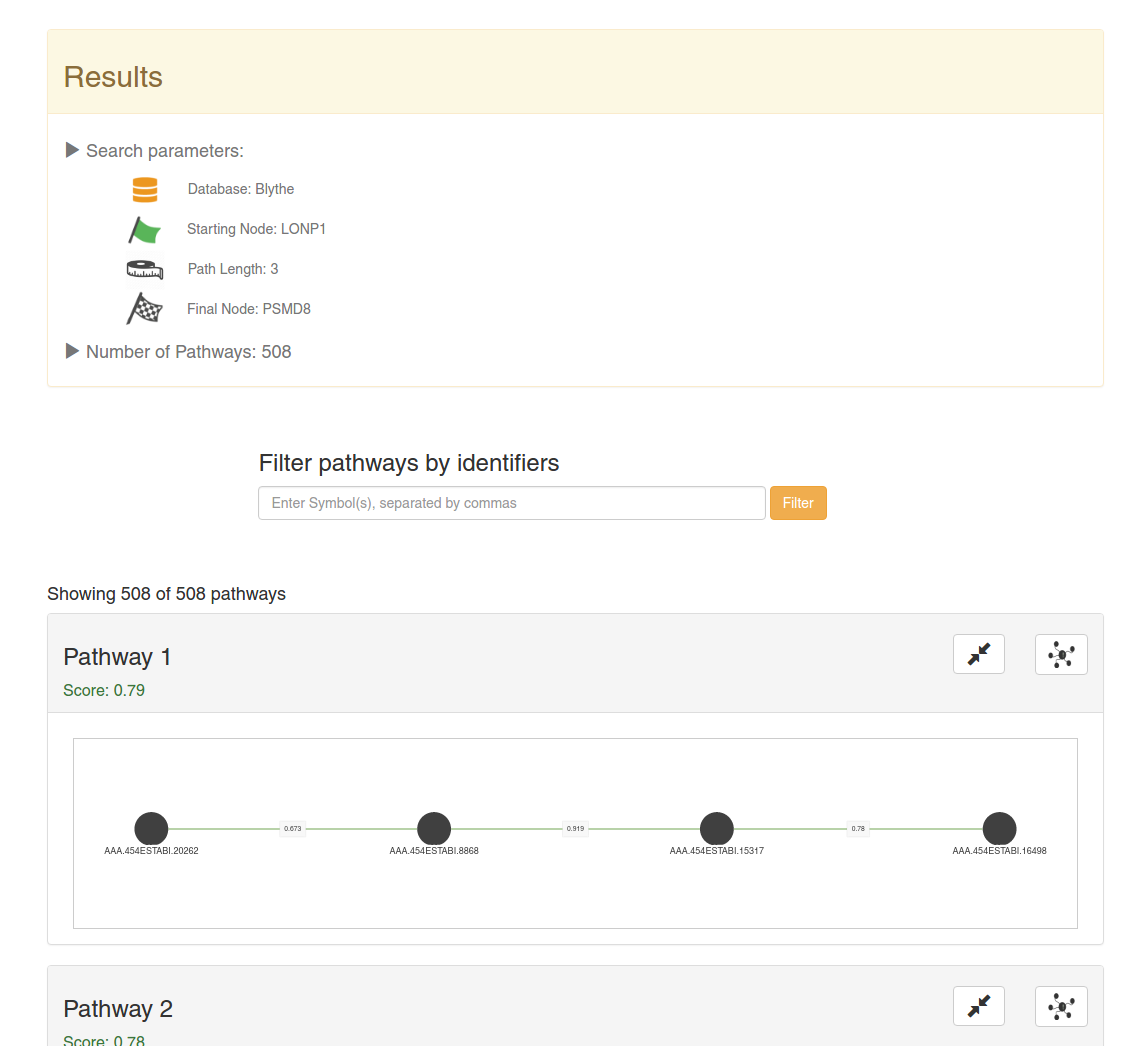 Results
Search parameters:
Database: Blythe
Starting Node: LONP1
Path Length: 3
Final Node: PSMD8
Number of Pathways: 508
Filter pathways by identifiers
Enter Symbol(s), separated by commas Filter
Showing 508 of 508 pathways
Pathway 1
Score: 0.79
0.673 0.919 0.78
AAA.454ESTABI.20262 AAA.454ESTABI.8868 AAA.454ESTABI.15317 AAA.454ESTABI.16498
Pathway 2
Score: 0.78